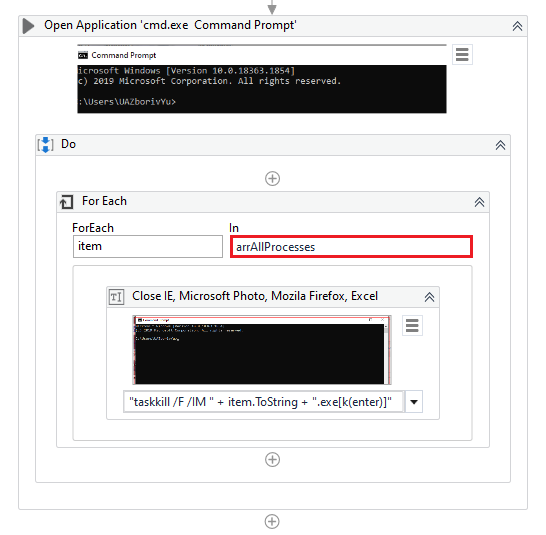 Open Application 'cmd.exe  Command Prompt'
Command Prompt
icrosoft Windows [Version 10.0.18363.1854]
c) 2019 Microsoft Corporation. All rights reserved.
:\Users\UAZborivYu>
Do
For Each
ForEach In
item arrAllProcesses
Close IE, Microsoft Photo, Mozila Firefox, Excel
"taskkill /F /IM " + item.ToString + ".exe[k(enter)]"